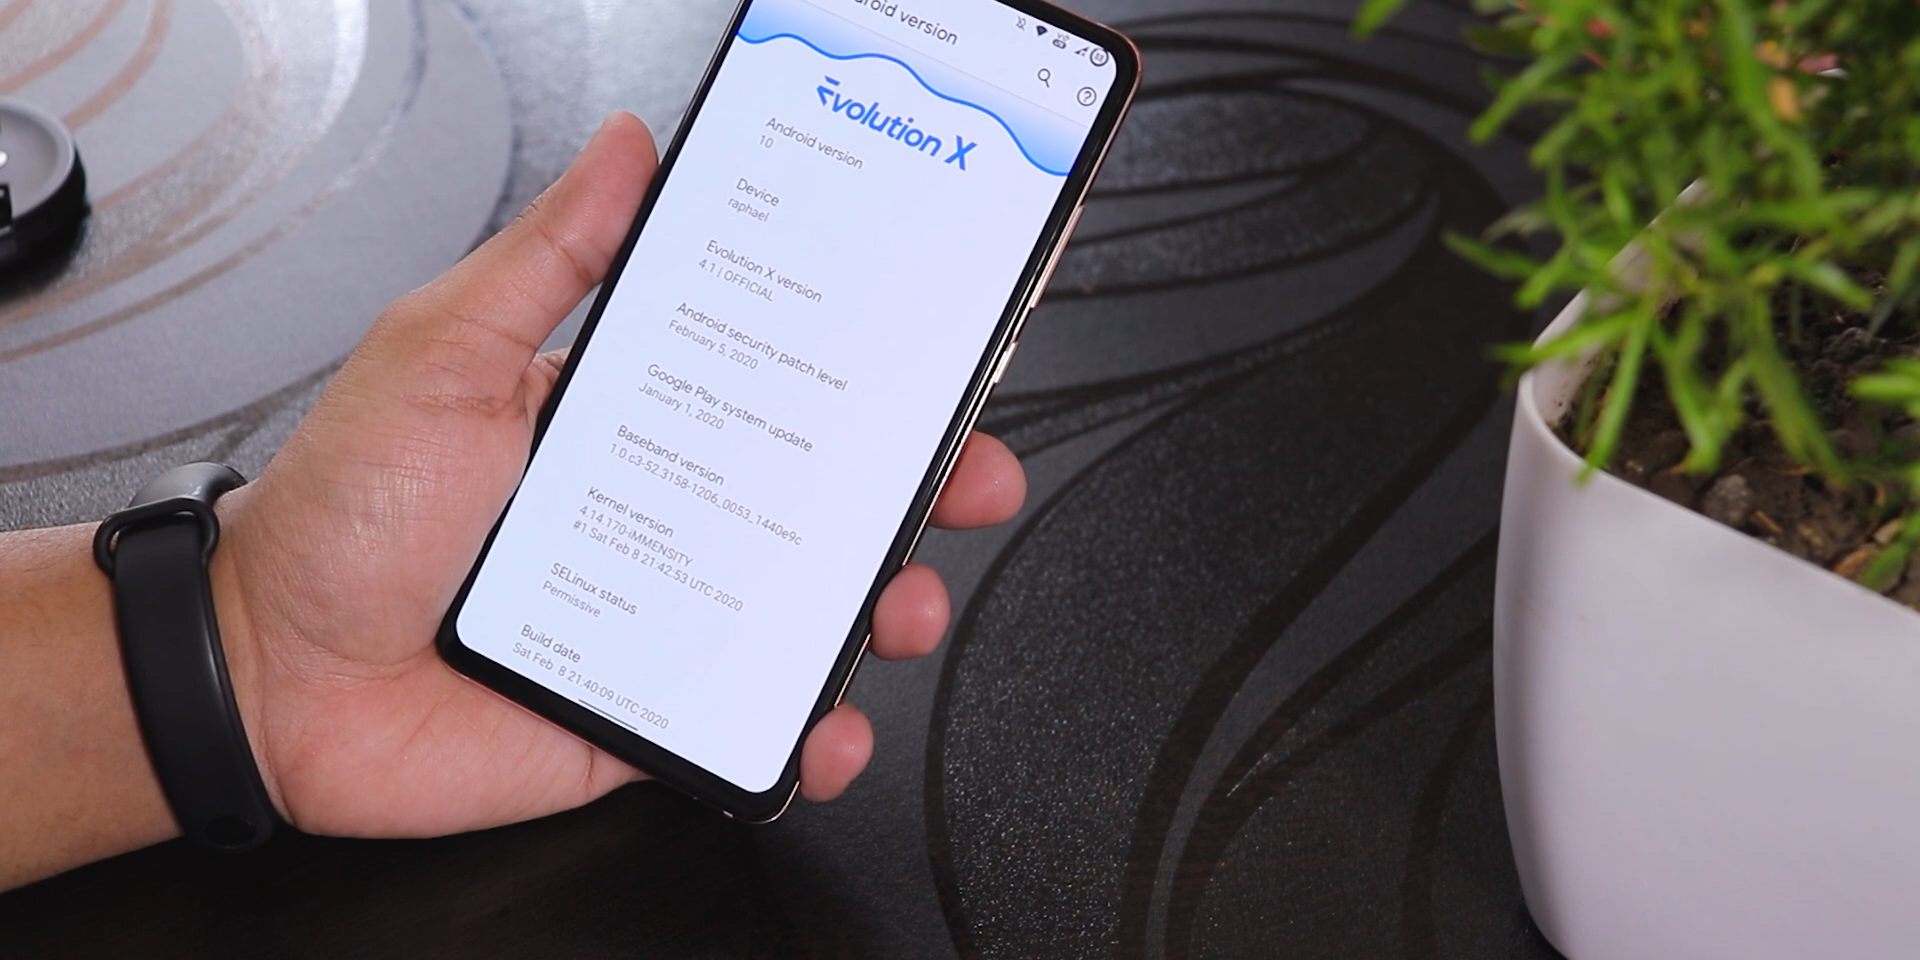 roid version
Evolution X
Android version
10
Device
raphael
Evolution X version
4.1 | OFFICIAL
Android security patch level
February 5, 2020
Google Play system update
January 1, 2020
Baseband version
1.0.c3-52.3158-1206_0053_1440e9c
Kernel version
4.14.170-iMMENSITY
#1 Sat Feb 8 21:42:53 UTC 2020
SELinux status
Permissive
Build date
Sat Feb 8 21:40:09 UTC 2020